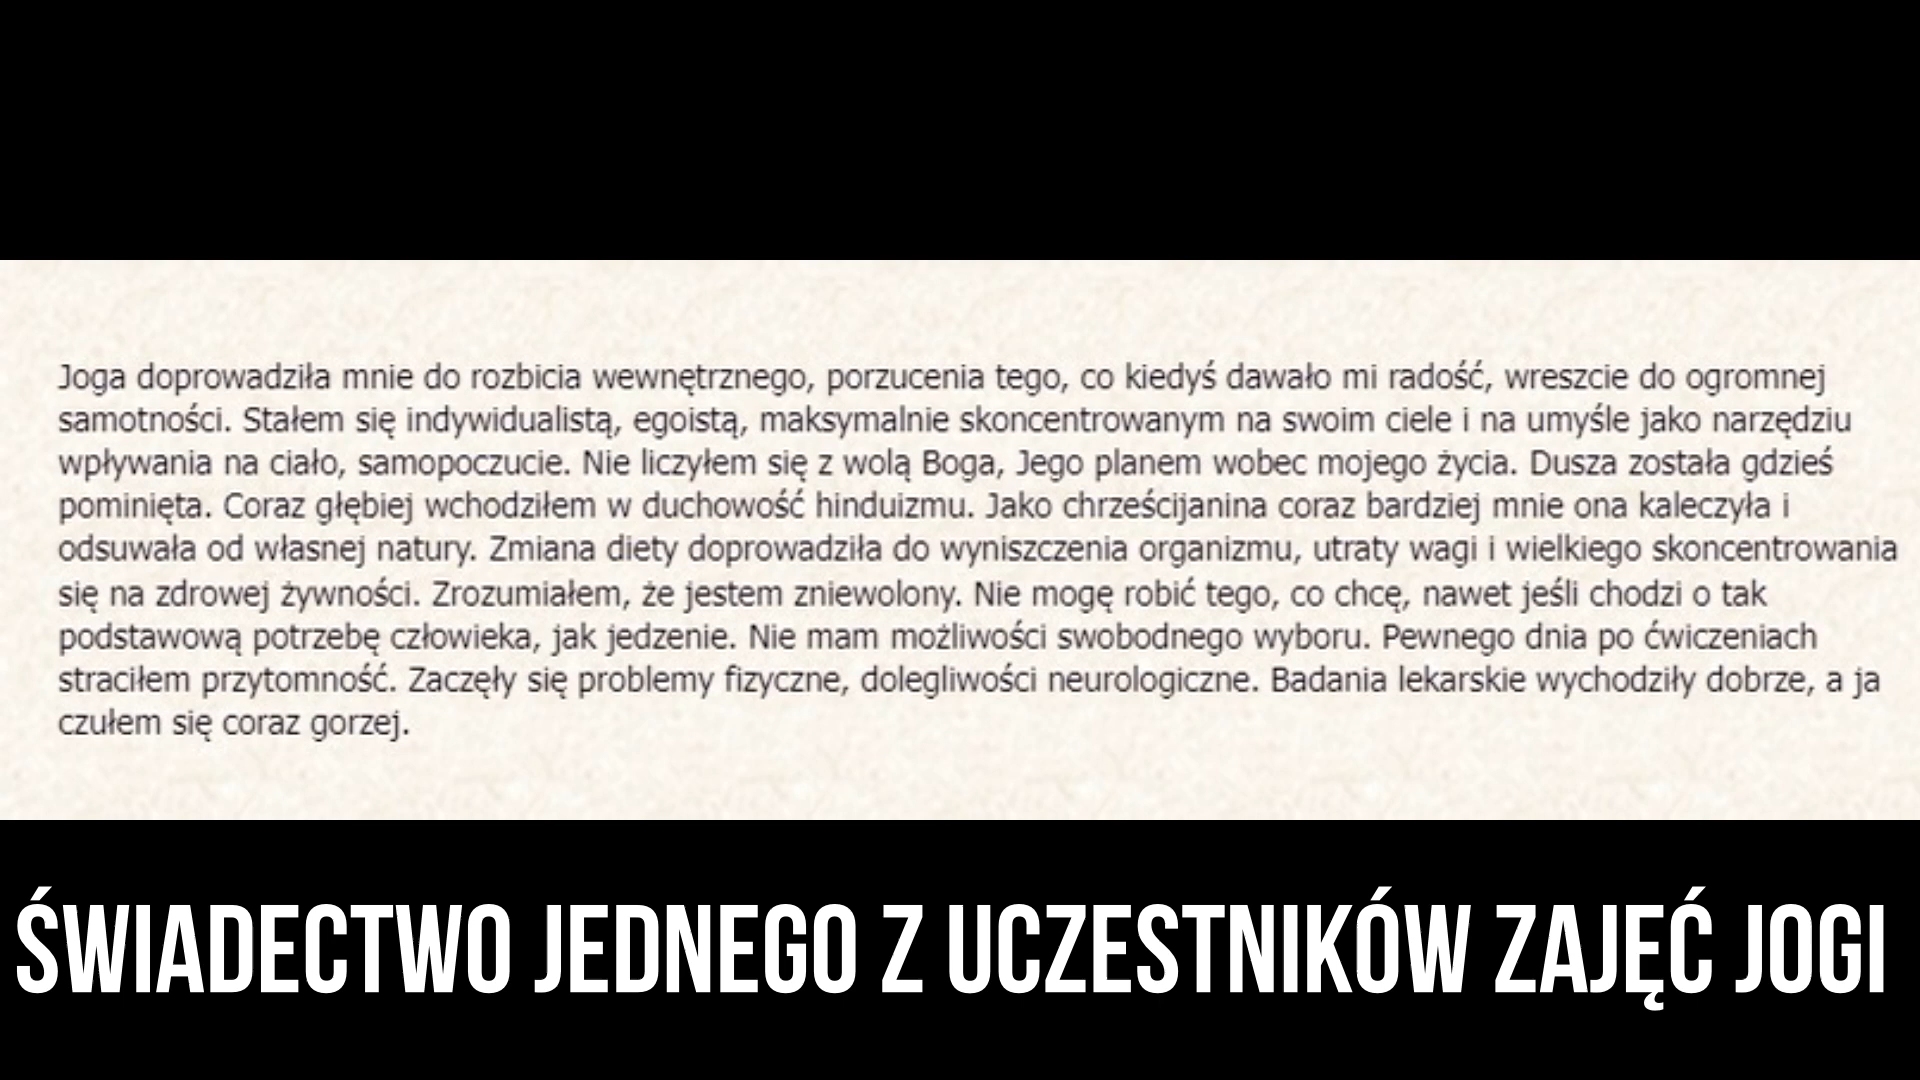 Joga doprowadziła mnie do rozbicia wewnętrznego, porzucenia tego, co kiedyś dawało mi radość, wreszcie do ogromnej
samotności. Stałem się indywidualistą, egoistą, maksymalnie skoncentrowanym na swoim ciele i na umyśle jako narzędziu
wpływania na ciało, samopoczucie. Nie liczyłem się z wolą Boga, Jego planem wobec mojego życia. Dusza została gdzieś
pominięta. Coraz głębiej wchodziłem w duchowość hinduizmu. Jako chrześcijanina coraz bardziej mnie ona kaleczyła i
odsuwała od własnej natury. Zmiana diety doprowadziła do wyniszczenia organizmu, utraty wagi i wielkiego skoncentrowania
się na zdrowej żywności. Zrozumiałem, że jestem zniewolony. Nie mogę robić tego, co chcę, nawet jeśli chodzi o tak
podstawową potrzebę człowieka, jak jedzenie. Nie mam możliwości swobodnego wyboru. Pewnego dnia po ćwiczeniach
straciłem przytomność. Zaczęły się problemy fizyczne, dolegliwości neurologiczne. Badania lekarskie wychodziły dobrze, a ja
czułem się coraz gorzej.
ŚWIADECTWO JEDNEGO Z UCZESTNIKÓW ZAJĘĆ JOGI